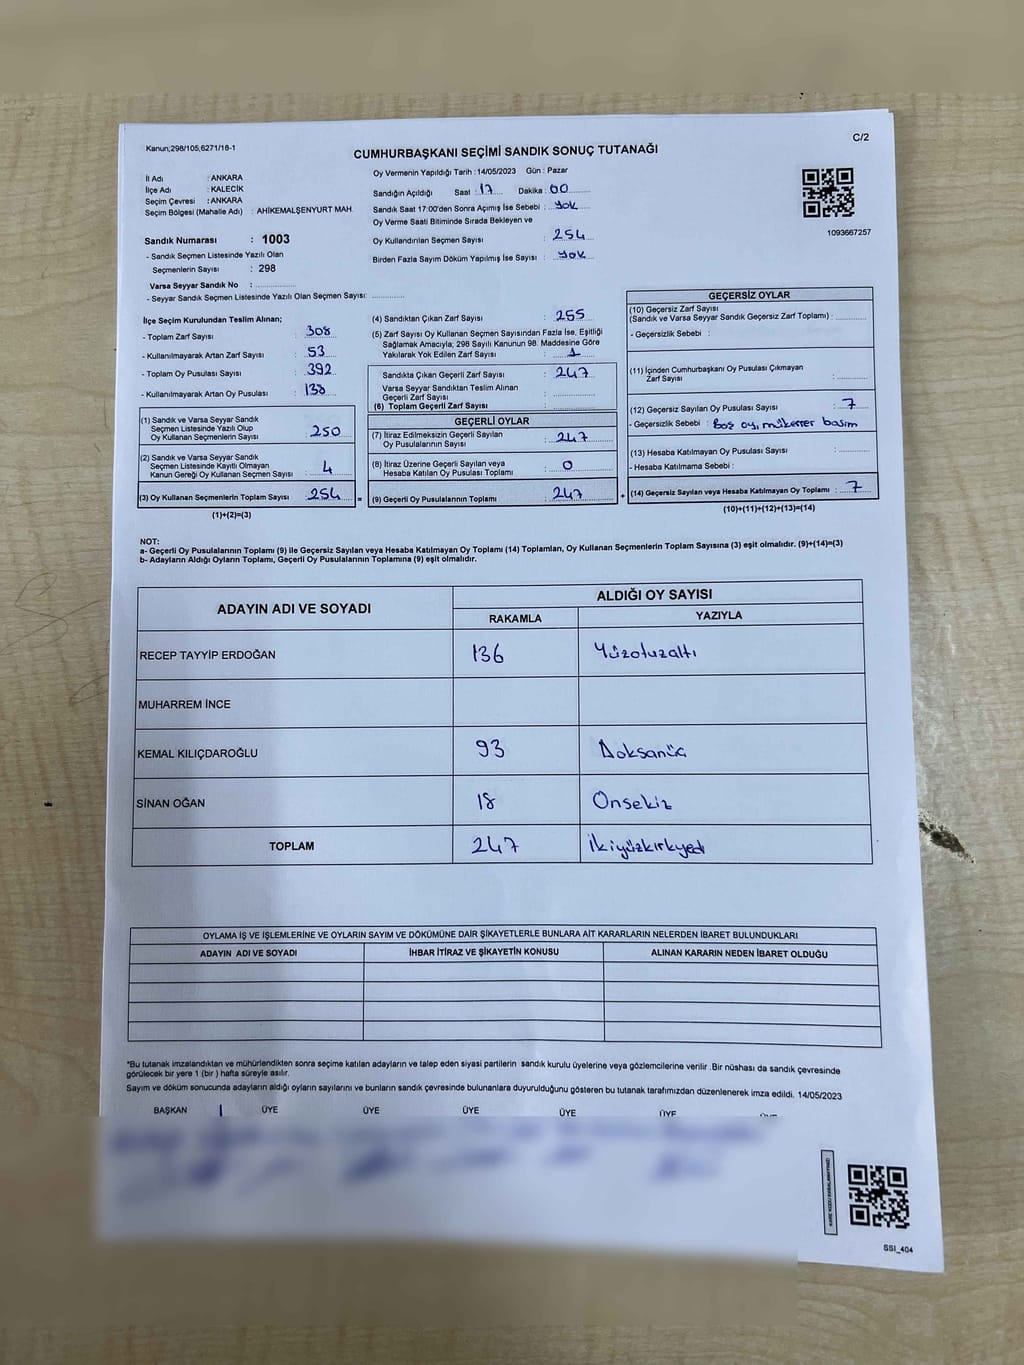 Kanun;298/105,6271/18-1
C/2
CUMHURBAŞKANI SEÇİMİ SANDIK SONUÇ TUTANAĞI
İl Adı : ANKARA
İlçe Adı : KALECİK
Seçim Çevresi : ANKARA
Seçim Bölgesi (Mahalle Adı) : AHİKEMALŞENYURT MAH.
Sandık Numarası : 1003
- Sandık Seçmen Listesinde Yazılı Olan
Seçmenlerin Sayısı : 298
Varsa Seyyar Sandık No :
- Seyyar Sandık Seçmen Listesinde Yazılı Olan Seçmen Sayısı:
Oy Vermenin Yapıldığı Tarih : 14/05/2023 Gün : Pazar
Sandığın Açıldığı Saat : 17 Dakika : 00
Sandık Saat 17:00'den Sonra Açımış İse Sebebi : yok
Oy Verme Saati Bitiminde Sırada Bekleyen ve
Oy Kullandırılan Seçmen Sayısı : 254
Birden Fazla Sayım Döküm Yapılmış İse Sayısı : yok
1093667257
İlçe Seçim Kurulundan Teslim Alınan;
- Toplam Zarf Sayısı : 308
- Kullanılmayarak Artan Zarf Sayısı : 53
- Toplam Oy Pusulası Sayısı : 392
- Kullanılmayarak Artan Oy Pusulası : 138
(1) Sandık ve Varsa Seyyar Sandık
Seçmen Listesinde Yazılı Olup
Oy Kullanan Seçmenlerin Sayısı : 250
(2) Sandık ve Varsa Seyyar Sandık
Seçmen Listesinde Kayıtlı Olmayan
Kanun Gereği Oy Kullanan Seçmen Sayısı : 4
(3) Oy Kullanan Seçmenlerin Toplam Sayısı : 254 =
(1)+(2)=(3)
(4) Sandıktan Çıkan Zarf Sayısı : 255
(5) Zarf Sayısı Oy Kullanan Seçmen Sayısından Fazla İse, Eşitliği
Sağlamak Amacıyla; 298 Sayılı Kanunun 98. Maddesine Göre
Yakılarak Yok Edilen Zarf Sayısı : 1
Sandıkta Çıkan Geçerli Zarf Sayısı : 247
Varsa Seyyar Sandıktan Teslim Alınan
Geçerli Zarf Sayısı :
(6) Toplam Geçerli Zarf Sayısı :
GEÇERLİ OYLAR
(7) İtiraz Edilmeksizin Geçerli Sayılan
Oy Pusulalarının Sayısı : 247
(8) İtiraz Üzerine Geçerli Sayılan veya
Hesaba Katılan Oy Pusulası Toplamı : 0
(9) Geçerli Oy Pusulalarının Toplamı : 247 +
GEÇERSİZ OYLAR
(10) Geçersiz Zarf Sayısı
(Sandık ve Varsa Seyyar Sandık Geçersiz Zarf Toplamı) :
- Geçersizlik Sebebi :
(11) İçinden Cumhurbaşkanı Oy Pusulası Çıkmayan
Zarf Sayısı :
(12) Geçersiz Sayılan Oy Pusulası Sayısı : 7
- Geçersizlik Sebebi : Boş oy, mükerrer basım
(13) Hesaba Katılmayan Oy Pusulası Sayısı :
- Hesaba Katılmama Sebebi :
(14) Geçersiz Sayılan veya Hesaba Katılmayan Oy Toplamı : 7
(10)+(11)+(12)+(13)=(14)
NOT:
a- Geçerli Oy Pusulalarının Toplamı (9) ile Geçersiz Sayılan veya Hesaba Katılmayan Oy Toplamı (14) Toplamları, Oy Kullanan Seçmenlerin Toplam Sayısına (3) eşit olmalıdır. (9)+(14)=(3)
b- Adayların Aldığı Oyların Toplamı, Geçerli Oy Pusulalarının Toplamına (9) eşit olmalıdır.
ADAYIN ADI VE SOYADI ALDIĞI OY SAYISI
RAKAMLA YAZIYLA
RECEP TAYYİP ERDOĞAN 136 Yüzotuzaltı
MUHARREM İNCE
KEMAL KILIÇDAROĞLU 93 Doksanüç
SİNAN OĞAN 18 Onsekiz
TOPLAM 247 İkiyüzkırkyedi
OYLAMA İŞ VE İŞLEMLERİNE VE OYLARIN SAYIM VE DÖKÜMÜNE DAİR ŞİKAYETLERLE BUNLARA AİT KARARLARIN NELERDEN İBARET BULUNDUKLARI
ADAYIN ADI VE SOYADI İHBAR İTİRAZ VE ŞİKAYETİN KONUSU ALINAN KARARIN NEDEN İBARET OLDUĞU
*Bu tutanak imzalandıktan ve mühürlendikten sonra seçime katılan adayların ve talep eden siyasi partilerin sandık kurulu üyelerine veya gözlemcilerine verilir .Bir nüshası da sandık çevresinde
görülecek bir yere 1 (bir ) hafta süreyle asılır.
Sayım ve döküm sonucunda adayların aldığı oyların sayılarını ve bunların sandık çevresinde bulunanlara duyurulduğunu gösteren bu tutanak tarafımızdan düzenlenerek imza edildi. 14/05/2023
BAŞKAN ÜYE ÜYE ÜYE ÜYE ÜYE
SSI_404